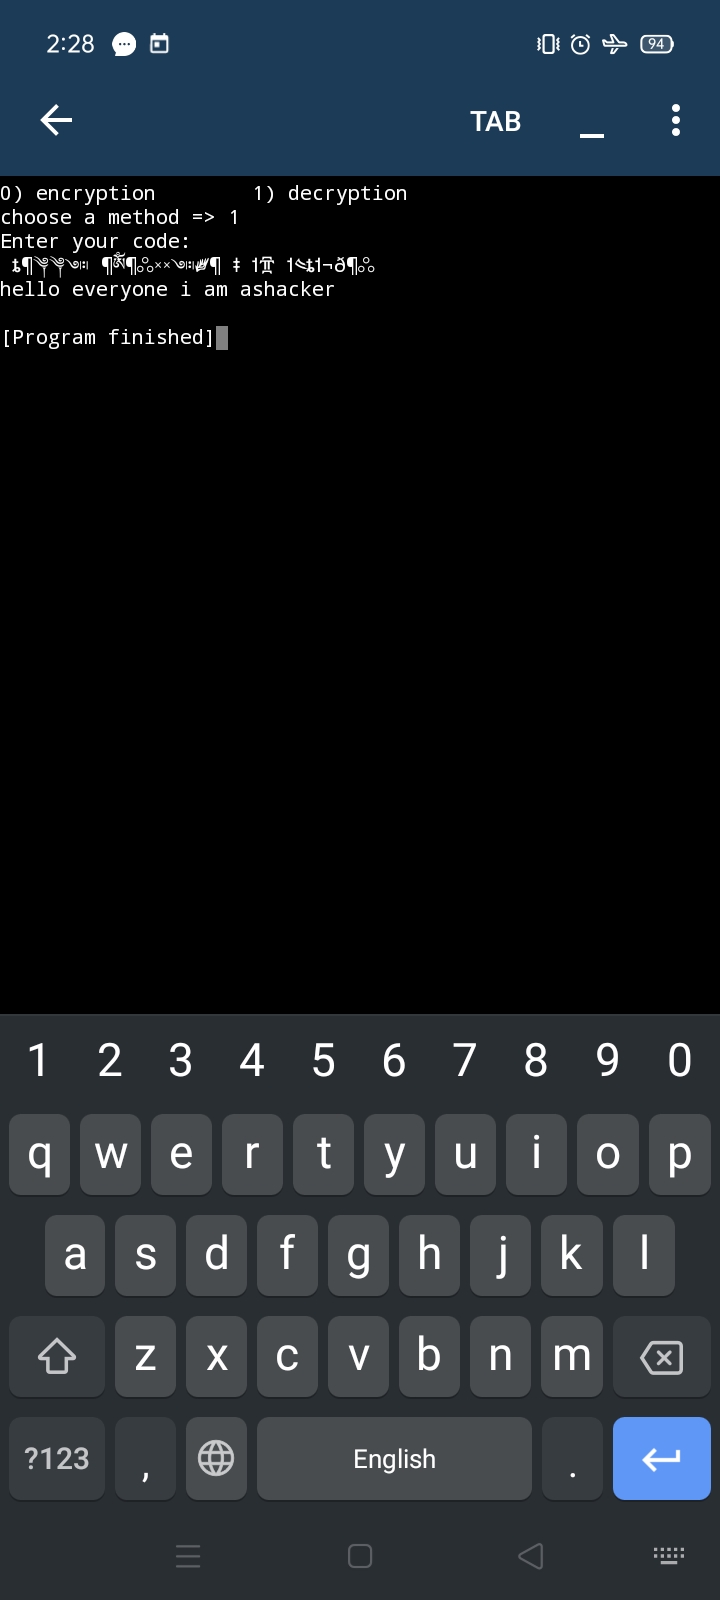 2:28
94
TAB
0) encryption 1) decryption
choose a method => 1
Enter your code:
hello everyone i am ashacker
[Program finished]
1 2 3 4 5 6 7 8 9 0
q w e r t y u i o p
a s d f g h j k l
z x c v b n m
?123 , English .